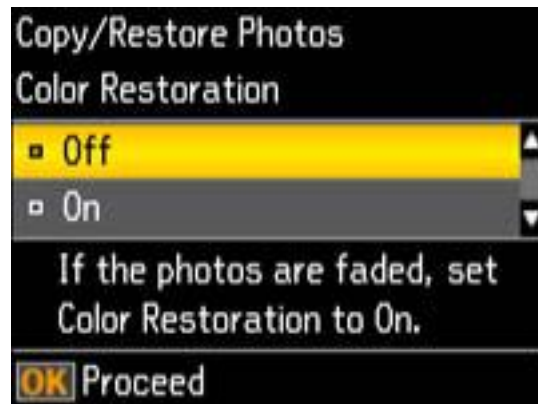 Copy/Restore Photos
Color Restoration
Off
On
If the photos are faded, set
Color Restoration to On.
OK Proceed